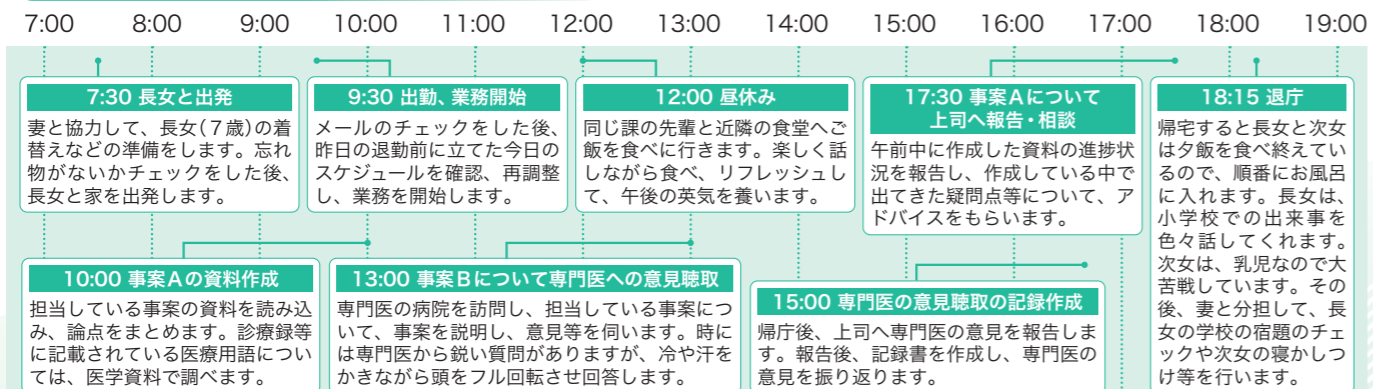 7:00 8:00 9:00 10:00 11:00 12:00 13:00 14:00 15:00 16:00 17:00 18:00 19:00
7:30 長女と出発
妻と協力して、長女(7歳)の着
替えなどの準備をします。忘れ
物がないかチェックをした後、
長女と家を出発します。
9:30 出勤、業務開始
メールのチェックをした後、
昨日の退勤前に立てた今日の
スケジュールを確認、再調整
し、業務を開始します。
12:00 昼休み
同じ課の先輩と近隣の食堂へご
飯を食べに行きます。楽しく話
しながら食べ、リフレッシュし
て、午後の英気を養います。
17:30 事案Aについて
上司へ報告・相談
午前中に作成した資料の進捗状
況を報告し、作成している中で
出てきた疑問点等について、ア
ドバイスをもらいます。
18:15 退庁
帰宅すると長女と次女
は夕飯を食べ終えてい
るので、順番にお風呂
に入れます。長女は、
小学校での出来事を
色々話してくれます。
次女は、乳児なので大
苦戦しています。その
後、妻と分担して、長
女の学校の宿題のチェ
ックや次女の寝かしつ
け等を行います。
10:00 事案Aの資料作成
担当している事案の資料を読み込
み、論点をまとめます。診療録等
に記載されている医療用語につい
ては、医学資料で調べます。
13:00 事案Bについて専門医への意見聴取
専門医の病院を訪問し、担当している事案につ
いて、事案を説明し、意見等を伺います。時に
は専門医から鋭い質問がありますが、冷や汗を
かきながら頭をフル回転させ回答します。
15:00 専門医の意見聴取の記録作成
帰庁後、上司へ専門医の意見を報告しま
す。報告後、記録書を作成し、専門医の
意見を振り返ります。